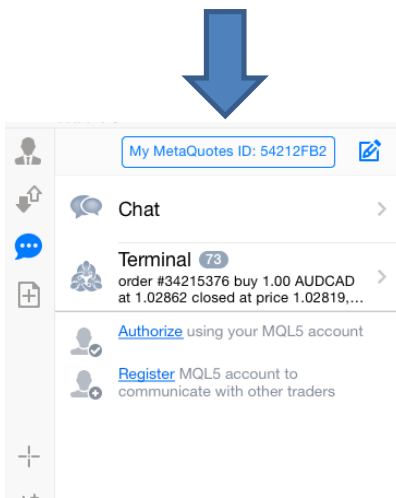 My MetaQuotes ID: 54212FB2
Chat
Terminal 73
order #34215376 buy 1.00 AUDCAD
at 1.02862 closed at price 1.02819,...
Authorize using your MQL5 account
Register MQL5 account to
communicate with other traders